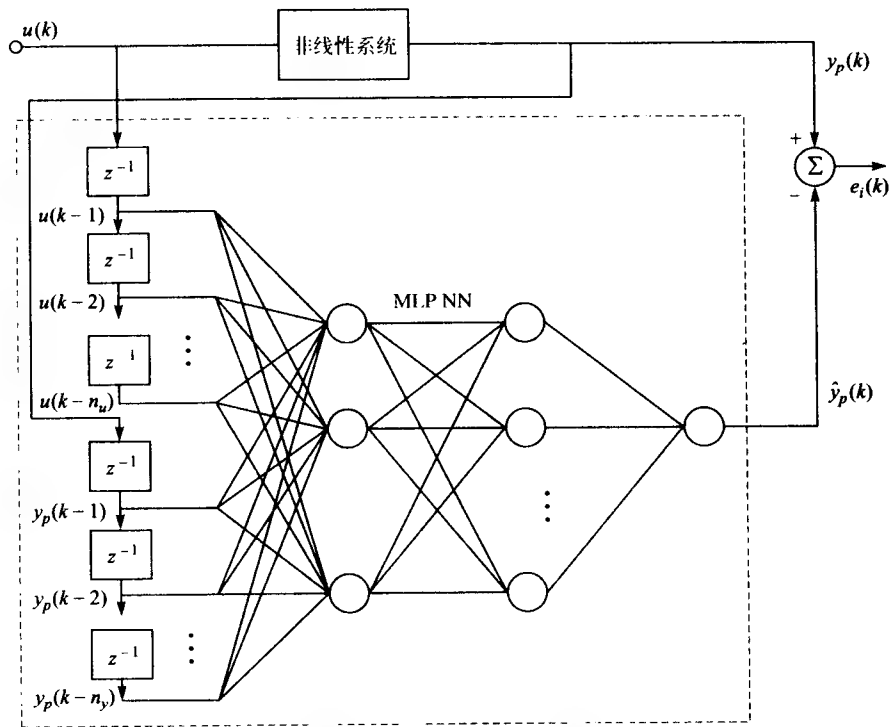 u(k)
非线性系统
y_p(k)
+
Σ
−
e_i(k)
z⁻¹
u(k − 1)
z⁻¹
u(k − 2)
z⁻¹
⋮
u(k − n_u)
MLP NN
ŷ_p(k)
z⁻¹
y_p(k − 1)
z⁻¹
⋮
y_p(k − 2)
z⁻¹
⋮
y_p(k − n_y)